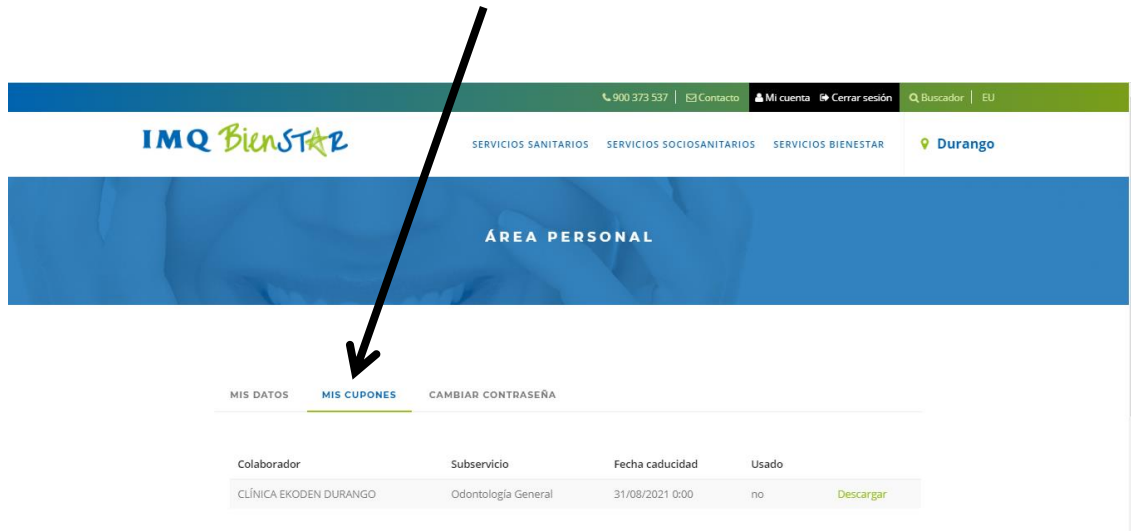 900 373 537 | Contacto Mi cuenta Cerrar sesión Buscador | EU
IMQ BienSTAR SERVICIOS SANITARIOS SERVICIOS SOCIOSANITARIOS SERVICIOS BIENESTAR Durango
ÁREA PERSONAL
MIS DATOS MIS CUPONES CAMBIAR CONTRASEÑA
Colaborador Subservicio Fecha caducidad Usado
CLÍNICA EKODEN DURANGO Odontología General 31/08/2021 0:00 no Descargar